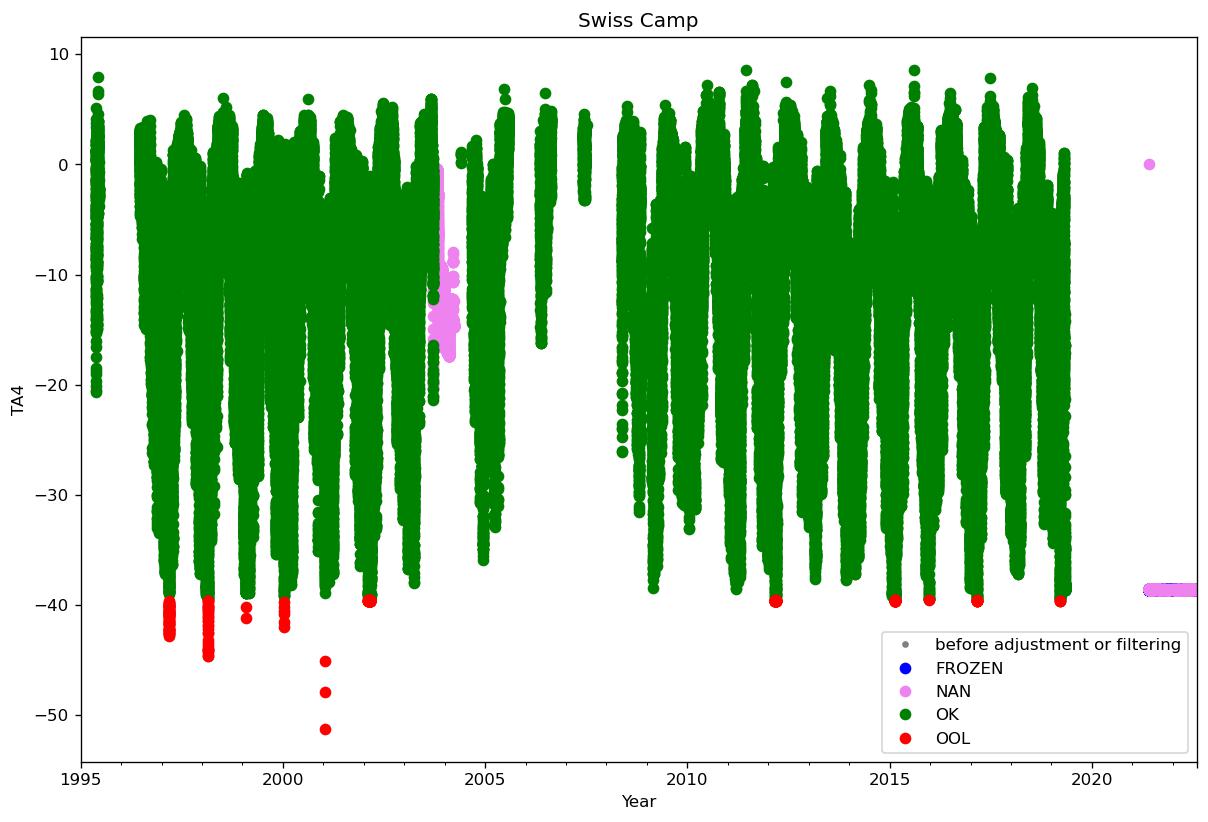 Swiss Camp
10
0
−10
−20
−30
−40
−50
TA4
1995
2000
2005
2010
2015
2020
Year
before adjustment or filtering
FROZEN
NAN
OK
OOL